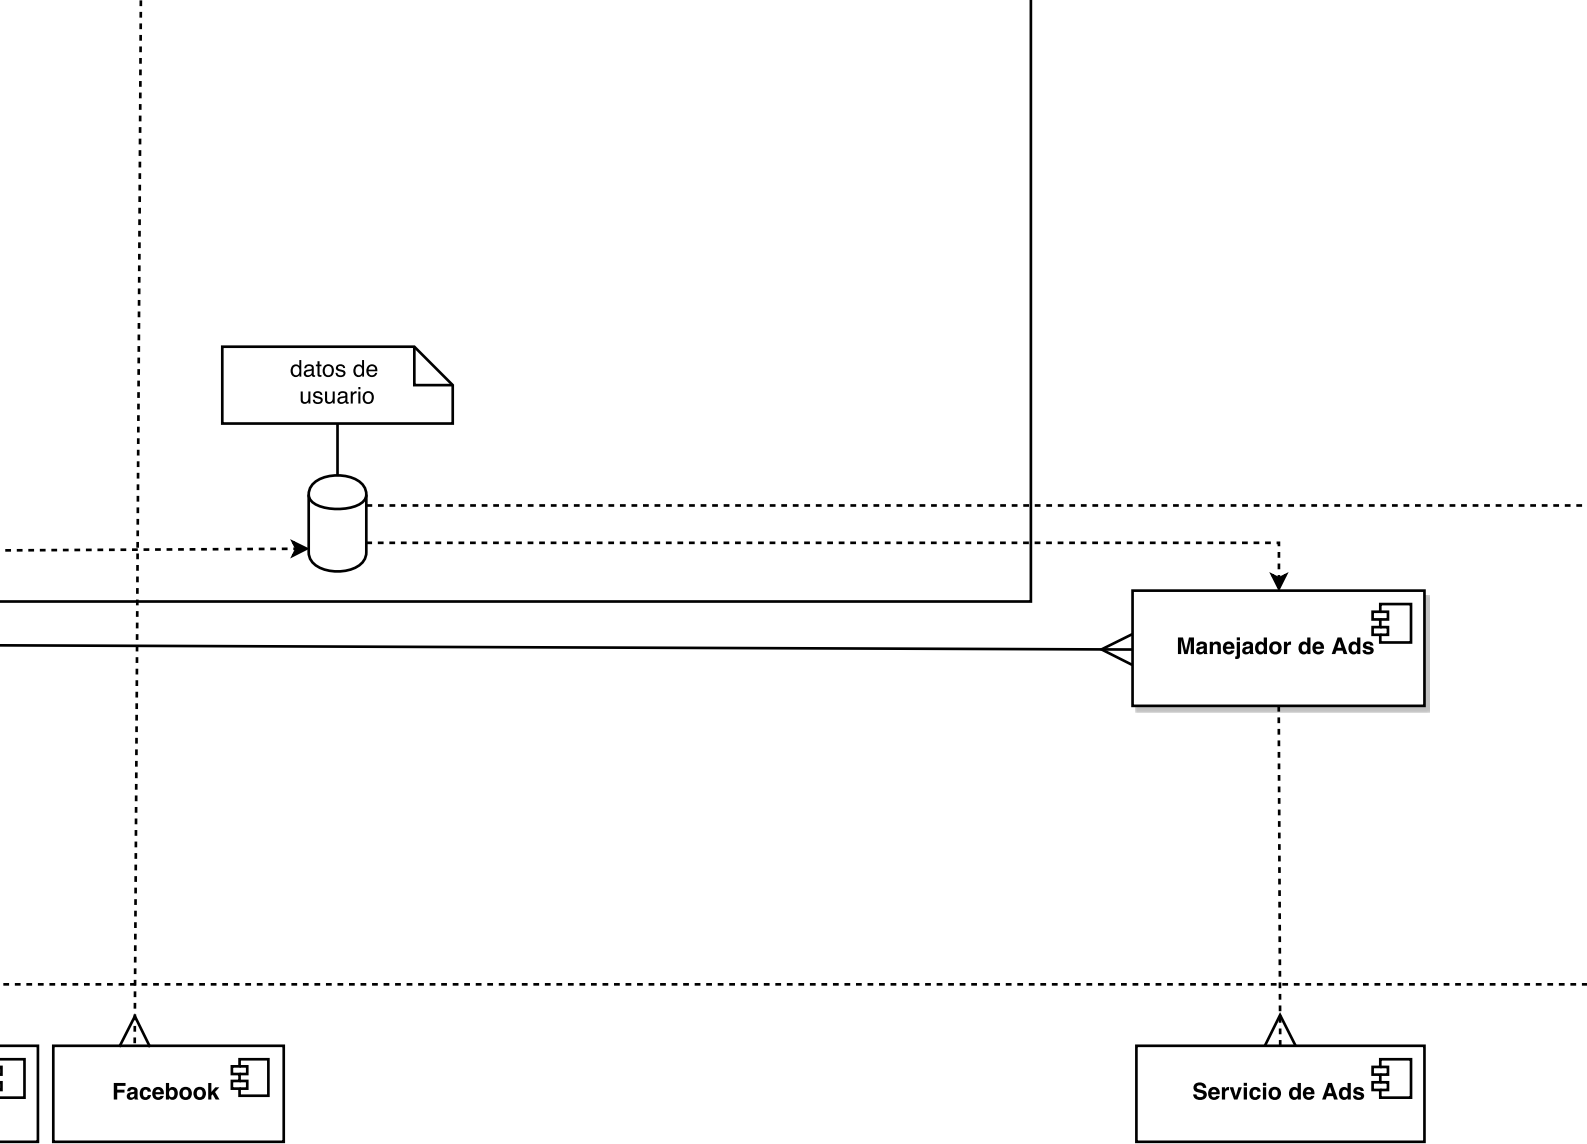 datos de
usuario
Manejador de Ads
Facebook
Servicio de Ads